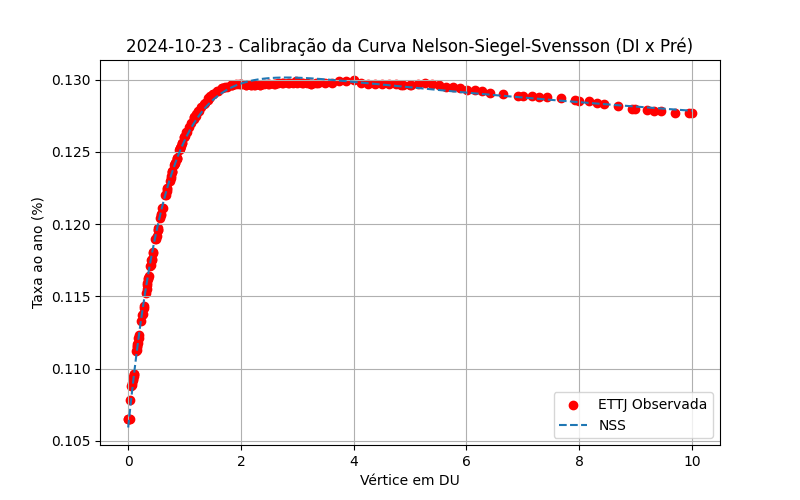 2024-10-23 - Calibração da Curva Nelson-Siegel-Svensson (DI x Pré)
Taxa ao ano (%)
0.130
0.125
0.120
0.115
0.110
0.105
0 2 4 6 8 10
Vértice em DU
ETTJ Observada
NSS